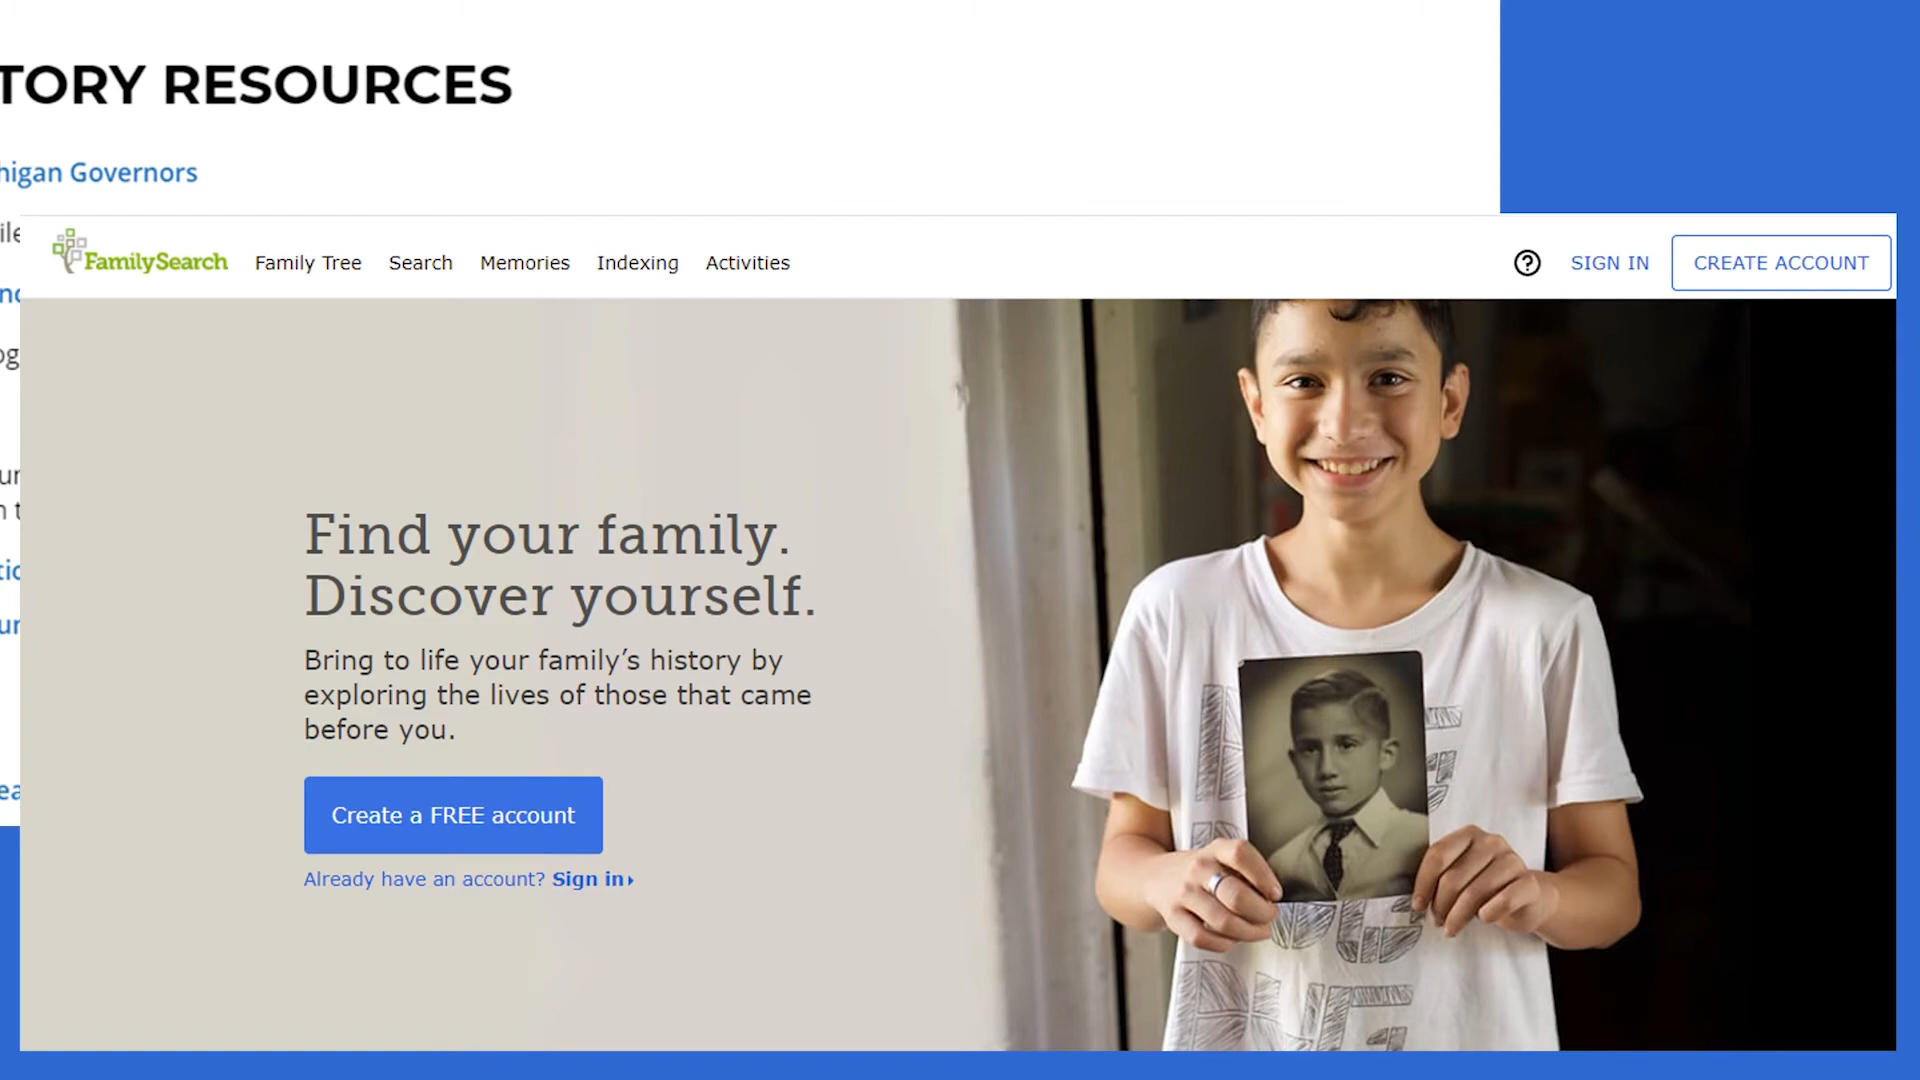 TORY RESOURCES
higan Governors
FamilySearch
Family Tree
Search
Memories
Indexing
Activities
SIGN IN
CREATE ACCOUNT
Find your family.
Discover yourself.
Bring to life your family’s history by
exploring the lives of those that came
before you.
Create a FREE account
Already have an account? Sign in